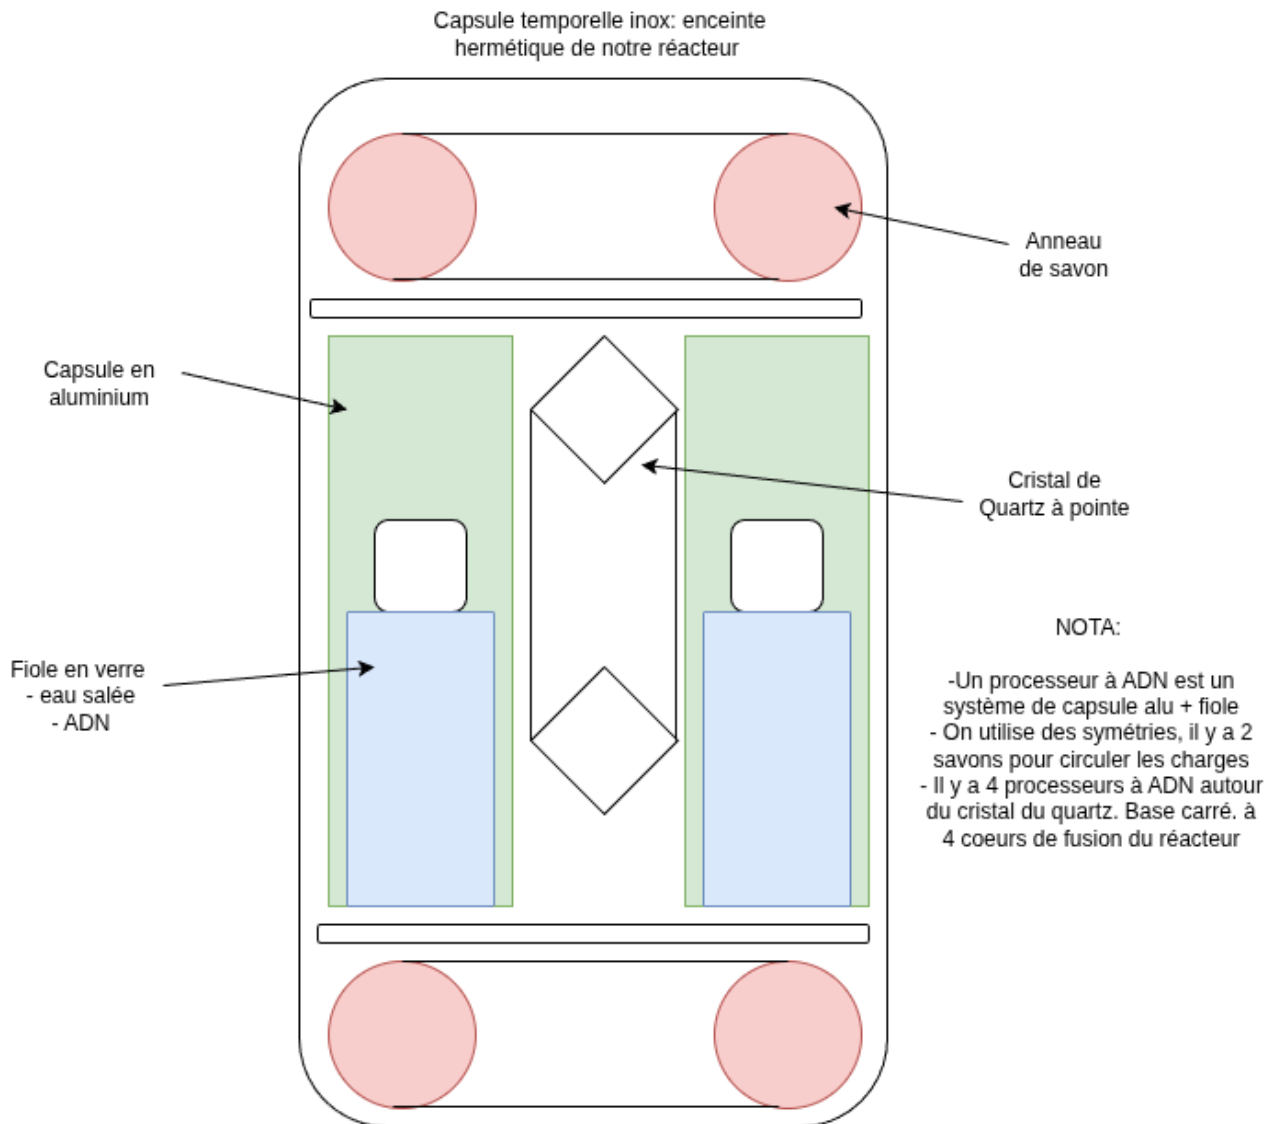 Capsule temporelle inox: enceinte
hermétique de notre réacteur
Anneau
de savon
Capsule en
aluminium
Cristal de
Quartz à pointe
Fiole en verre
- eau salée
- ADN
NOTA:
-Un processeur à ADN est un
système de capsule alu + fiole
- On utilise des symétries, il y a 2
savons pour circuler les charges
- Il y a 4 processeurs à ADN autour
du cristal du quartz. Base carré. à
4 coeurs de fusion du réacteur